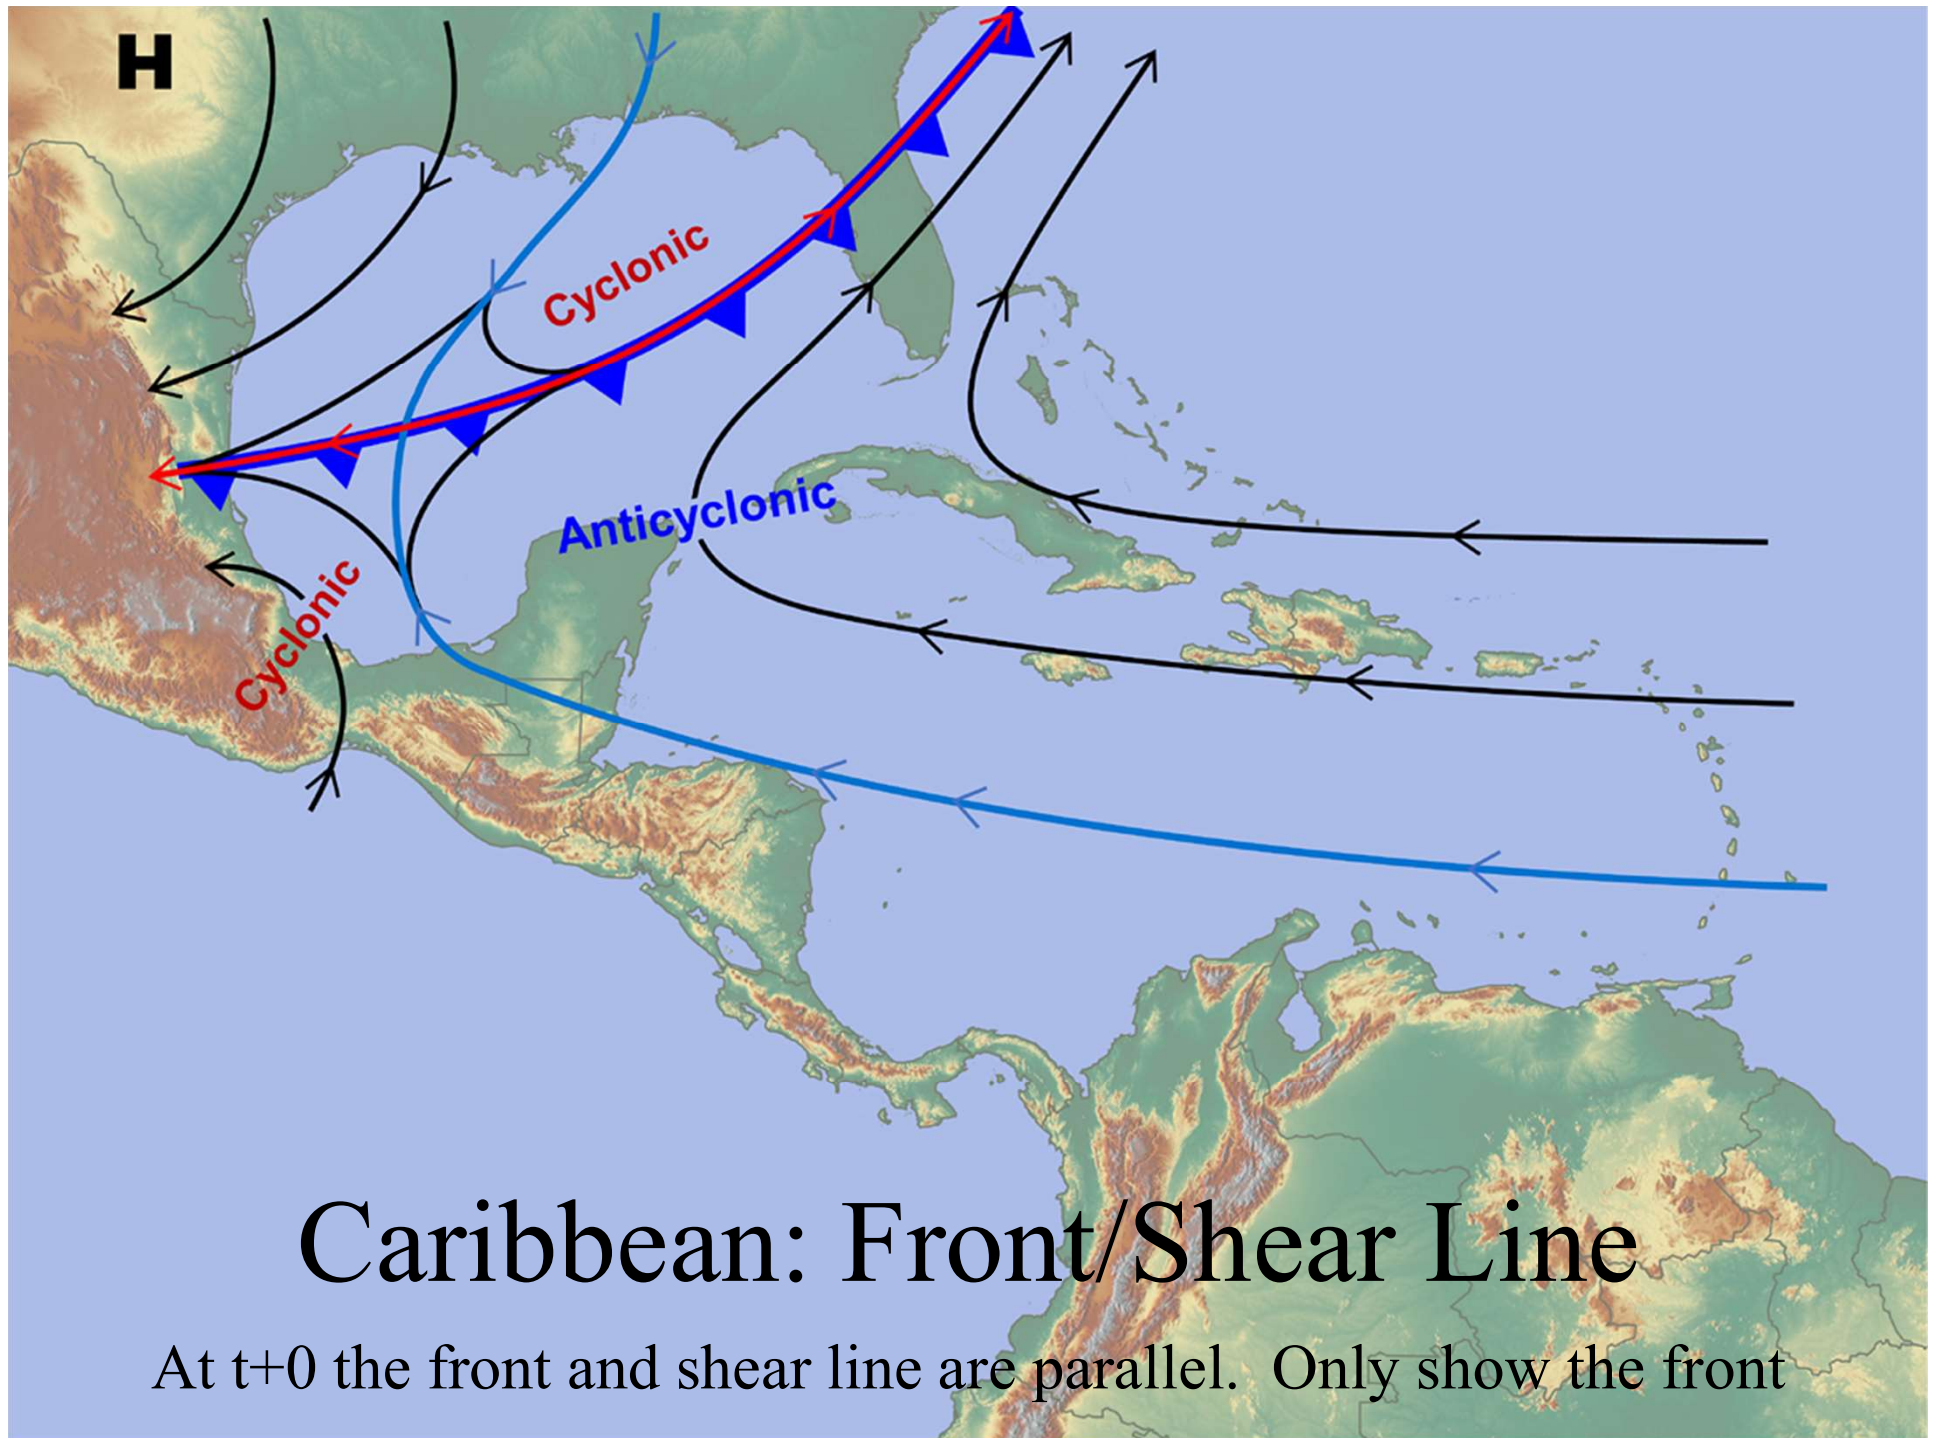 H
Cyclonic
Anticyclonic
Cyclonic
Caribbean: Front/Shear Line
At t+0 the front and shear line are parallel. Only show the front